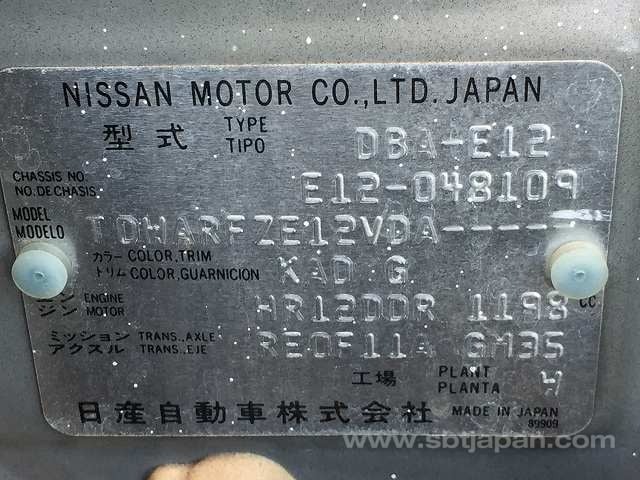 NISSAN MOTOR CO.,LTD. JAPAN
型式 TYPE TIPO DBA-E12
CHASSIS NO. NO. DE CHASIS E12-048109
MODEL MODELO TDHARFZE12VDA-----
カラー COLOR,TRIM トリム COLOR,GUARNICION KAD G
ジン ENGINE MOTOR HR12DDR 1198 CC
ミッション TRANS.,AXLE アクスル TRANS.,EJE RE0F11A GM35
工場 PLANT PLANTA W
日産自動車株式会社 MADE IN JAPAN
89909
www.sbtjapan.com